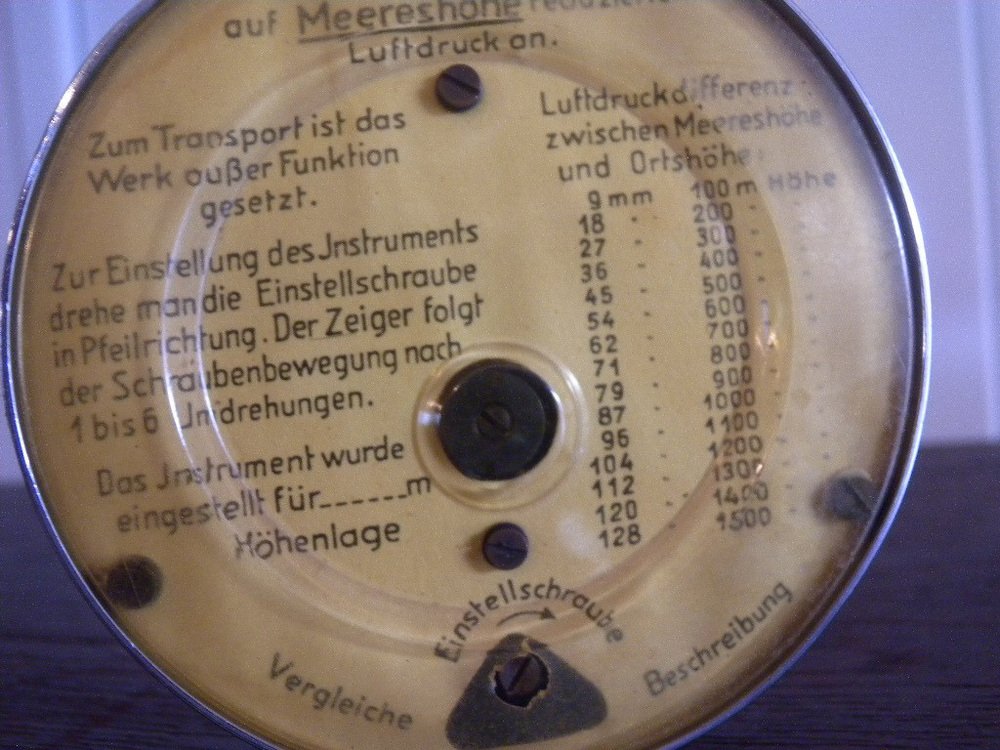 auf Meereshöhe
Luftdruck an.
Zum Transport ist das
Werk außer Funktion
gesetzt.
Zur Einstellung des Jnstruments
drehe man die Einstellschraube
in Pfeilrichtung. Der Zeiger folgt
der Schraubenbewegung nach
1 bis 6 Umdrehungen.
Das Jnstrument wurde
eingestellt für______m
Höhenlage
Luftdruckdifferenz
zwischen Meereshöhe
und Ortshöhe:
9 mm 100 m Höhe
18 " 200 "
27 " 300 "
36 " 400 "
45 " 500 "
54 " 600 "
62 " 700 "
71 " 800 "
79 " 900 "
87 " 1000 "
96 " 1100 "
104 " 1200 "
112 " 1300 "
120 " 1400 "
128 " 1500 "
Einstellschraube
Vergleiche Beschreibung